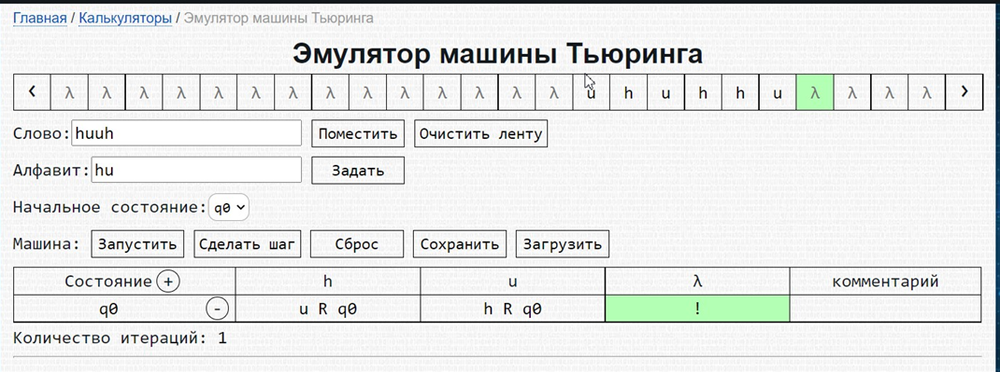 Главная / Калькуляторы / Эмулятор машины Тьюринга
Эмулятор машины Тьюринга
< λ λ λ λ λ λ λ λ λ λ λ λ λ λ u h u h h u λ λ λ λ >
Слово: huuh Поместить Очистить ленту
Алфавит: hu Задать
Начальное состояние: q0
Машина: Запустить Сделать шаг Сброс Сохранить Загрузить
Состояние + h u λ комментарий
q0 - u R q0 h R q0 !
Количество итераций: 1